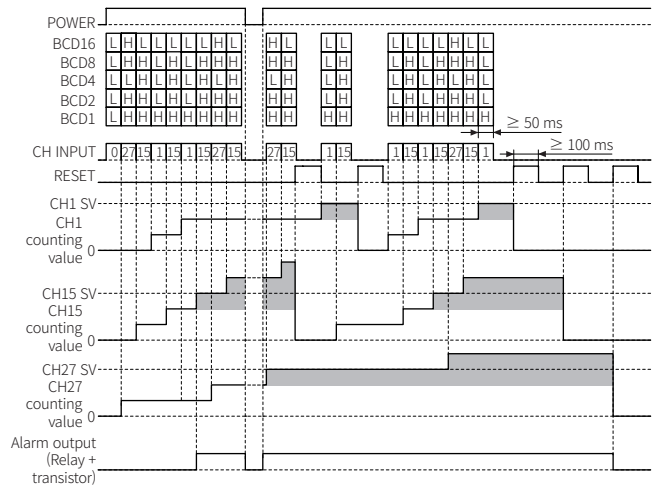 POWER
BCD16 L H L L L L L H L H L L L L L L L H L L
BCD8 L H H L H L H H H H H L H L H L H H H L
BCD4 L L H L H L H L H L H L H L H L H L H L
BCD2 L H H L H L H H H H H L H L H L H H H L
BCD1 L H H H H H H H H H H H H H H H H H H H
≥ 50 ms
CH INPUT 0 27 15 1 15 1 15 27 15 27 15 1 15 1 15 1 15 27 15 1
≥ 100 ms
RESET
CH1 SV
CH1
counting
value 0
CH15 SV
CH15
counting
value 0
CH27 SV
CH27
counting
value 0
Alarm output
(Relay +
transistor)